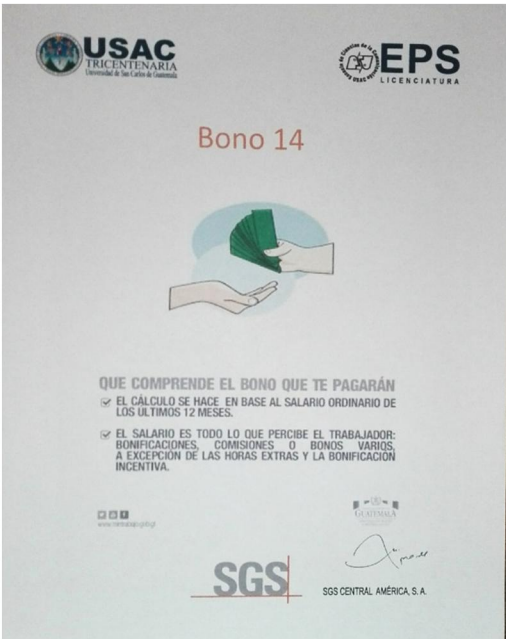 USAC
TRICENTENARIA
Universidad de San Carlos de Guatemala
EPS
LICENCIATURA
Bono 14
QUE COMPRENDE EL BONO QUE TE PAGARÁN
EL CÁLCULO SE HACE EN BASE AL SALARIO ORDINARIO DE
LOS ÚLTIMOS 12 MESES.
EL SALARIO ES TODO LO QUE PERCIBE EL TRABAJADOR:
BONIFICACIONES, COMISIONES O BONOS VARIOS,
A EXCEPCIÓN DE LAS HORAS EXTRAS Y LA BONIFICACIÓN
INCENTIVA.
GUATEMALA
SGS
SGS CENTRAL AMÉRICA, S.A.